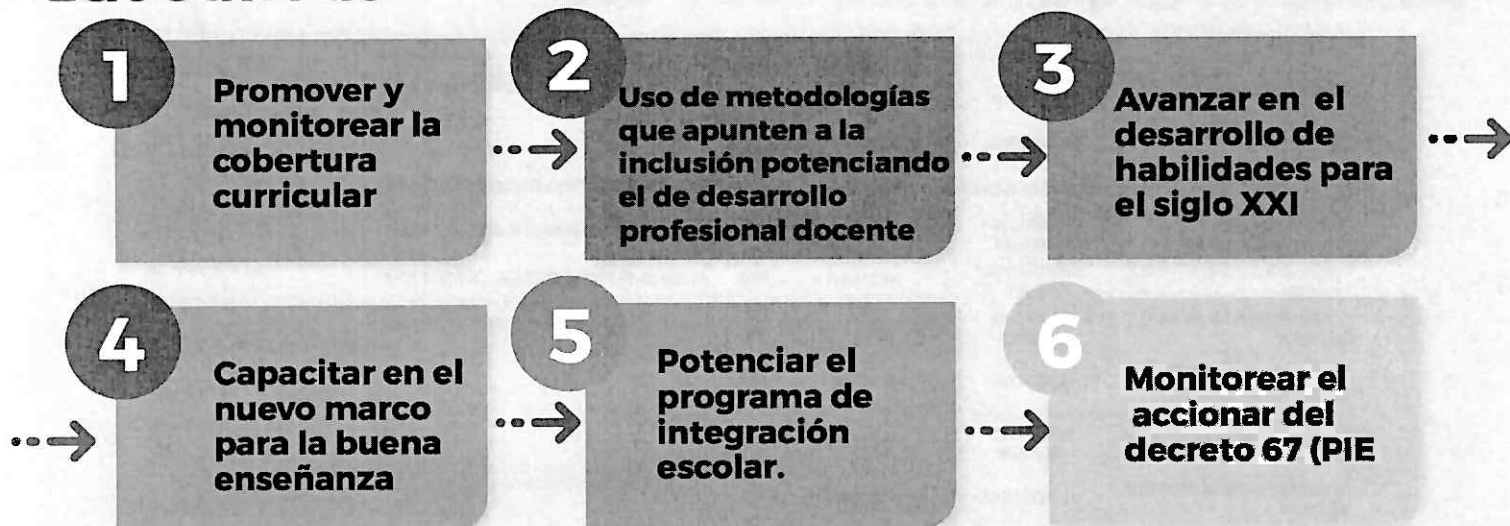 1
Promover y
monitorear la
cobertura
curricular
2
Uso de metodologías
que apunten a la
inclusión potenciando
el de desarrollo
profesional docente
3
Avanzar en el
desarrollo de
habilidades para
el siglo XXI
4
Capacitar en el
nuevo marco
para la buena
enseñanza
5
Potenciar el
programa de
integración
escolar.
6
Monitorear el
accionar del
decreto 67 (PIE